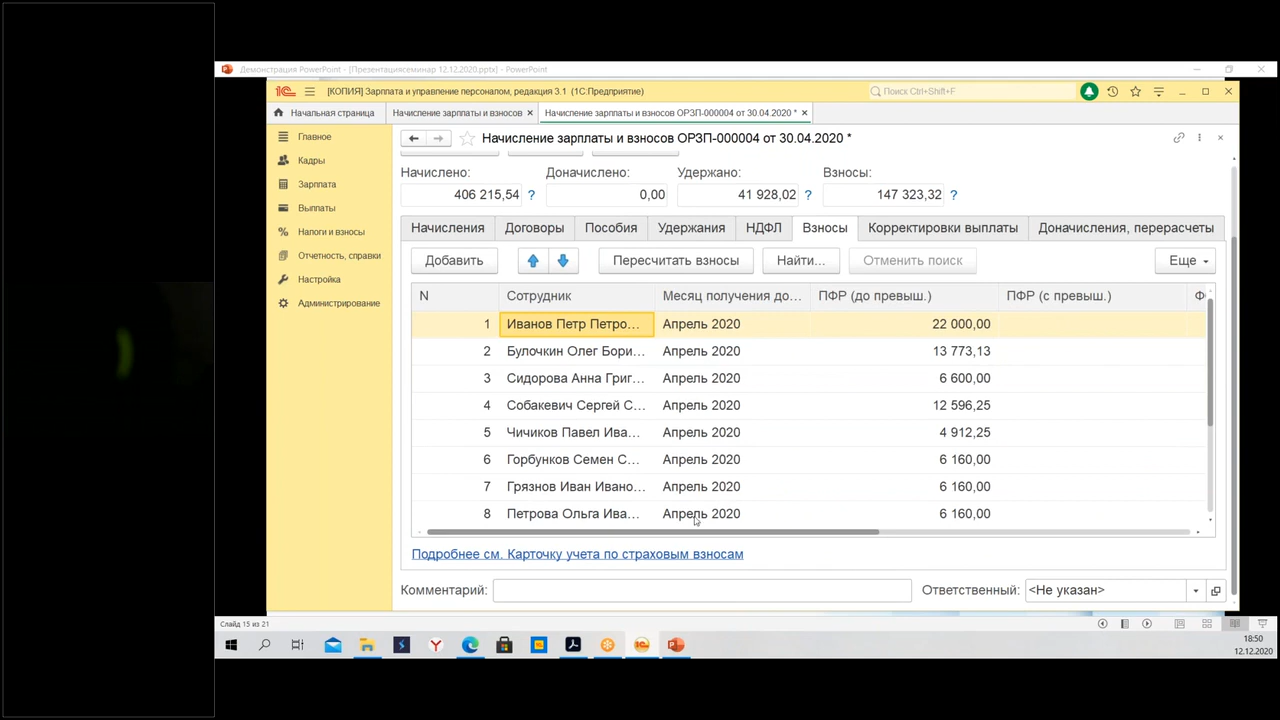 Демонстрация PowerPoint - [Презентациясеминар 12.12.2020.pptx] - PowerPoint
[КОПИЯ] Зарплата и управление персоналом, редакция 3.1 (1С:Предприятие)
Поиск Ctrl+Shift+F
Начальная страница
Начисление зарплаты и взносов
Начисление зарплаты и взносов ОРЗП-000004 от 30.04.2020 *
Главное
Кадры
Зарплата
Выплаты
Налоги и взносы
Отчетность, справки
Настройка
Администрирование
Начисление зарплаты и взносов ОРЗП-000004 от 30.04.2020 *
Начислено: Доначислено: Удержано: Взносы:
406 215,54 ? 0,00 41 928,02 ? 147 323,32 ?
Начисления Договоры Пособия Удержания НДФЛ Взносы Корректировки выплаты Доначисления, перерасчеты
Добавить Пересчитать взносы Найти... Отменить поиск Еще
N Сотрудник Месяц получения до... ПФР (до превыш.) ПФР (с превыш.) Ф
1 Иванов Петр Петро... Апрель 2020 22 000,00
2 Булочкин Олег Бори... Апрель 2020 13 773,13
3 Сидорова Анна Григ... Апрель 2020 6 600,00
4 Собакевич Сергей С... Апрель 2020 12 596,25
5 Чичиков Павел Ива... Апрель 2020 4 912,25
6 Горбунков Семен С... Апрель 2020 6 160,00
7 Грязнов Иван Ивано... Апрель 2020 6 160,00
8 Петрова Ольга Ива... Апрель 2020 6 160,00
Подробнее см. Карточку учета по страховым взносам
Комментарий: Ответственный: <Не указан>
Слайд 15 из 21
18:50
12.12.2020